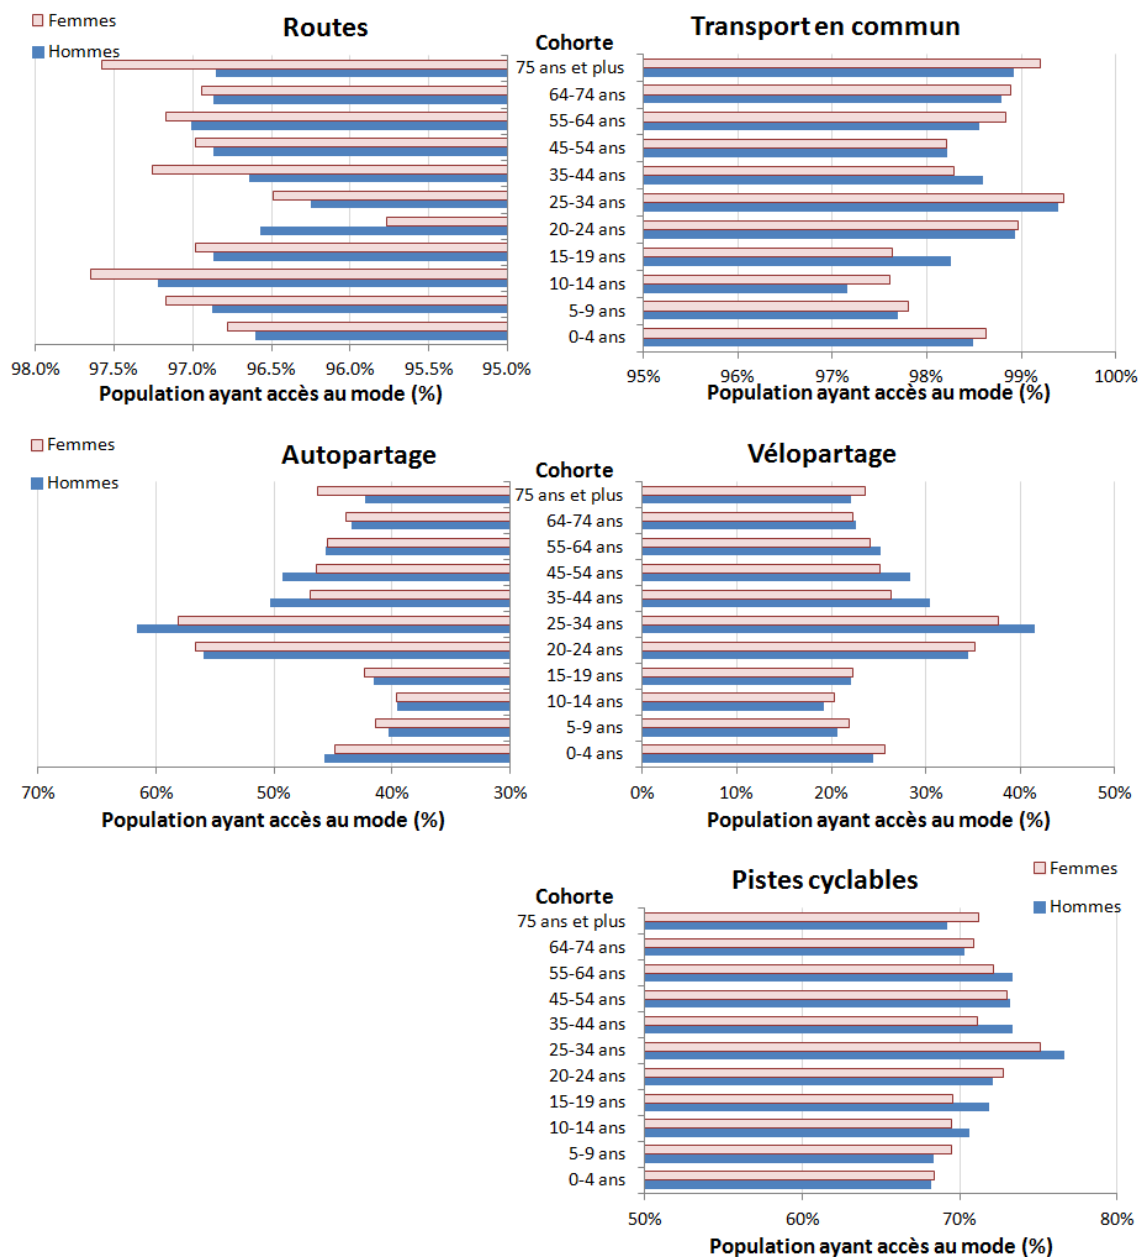 Femmes
Hommes
Routes
Cohorte
Transport en commun
75 ans et plus
64-74 ans
55-64 ans
45-54 ans
35-44 ans
25-34 ans
20-24 ans
15-19 ans
10-14 ans
5-9 ans
0-4 ans
98.0% 97.5% 97.0% 96.5% 96.0% 95.5% 95.0%
Population ayant accès au mode (%)
95% 96% 97% 98% 99% 100%
Population ayant accès au mode (%)
Femmes
Hommes
Autopartage
Cohorte
Vélopartage
75 ans et plus
64-74 ans
55-64 ans
45-54 ans
35-44 ans
25-34 ans
20-24 ans
15-19 ans
10-14 ans
5-9 ans
0-4 ans
70% 60% 50% 40% 30%
Population ayant accès au mode (%)
0% 10% 20% 30% 40% 50%
Population ayant accès au mode (%)
Cohorte
Pistes cyclables
Femmes
Hommes
75 ans et plus
64-74 ans
55-64 ans
45-54 ans
35-44 ans
25-34 ans
20-24 ans
15-19 ans
10-14 ans
5-9 ans
0-4 ans
50% 60% 70% 80%
Population ayant accès au mode (%)